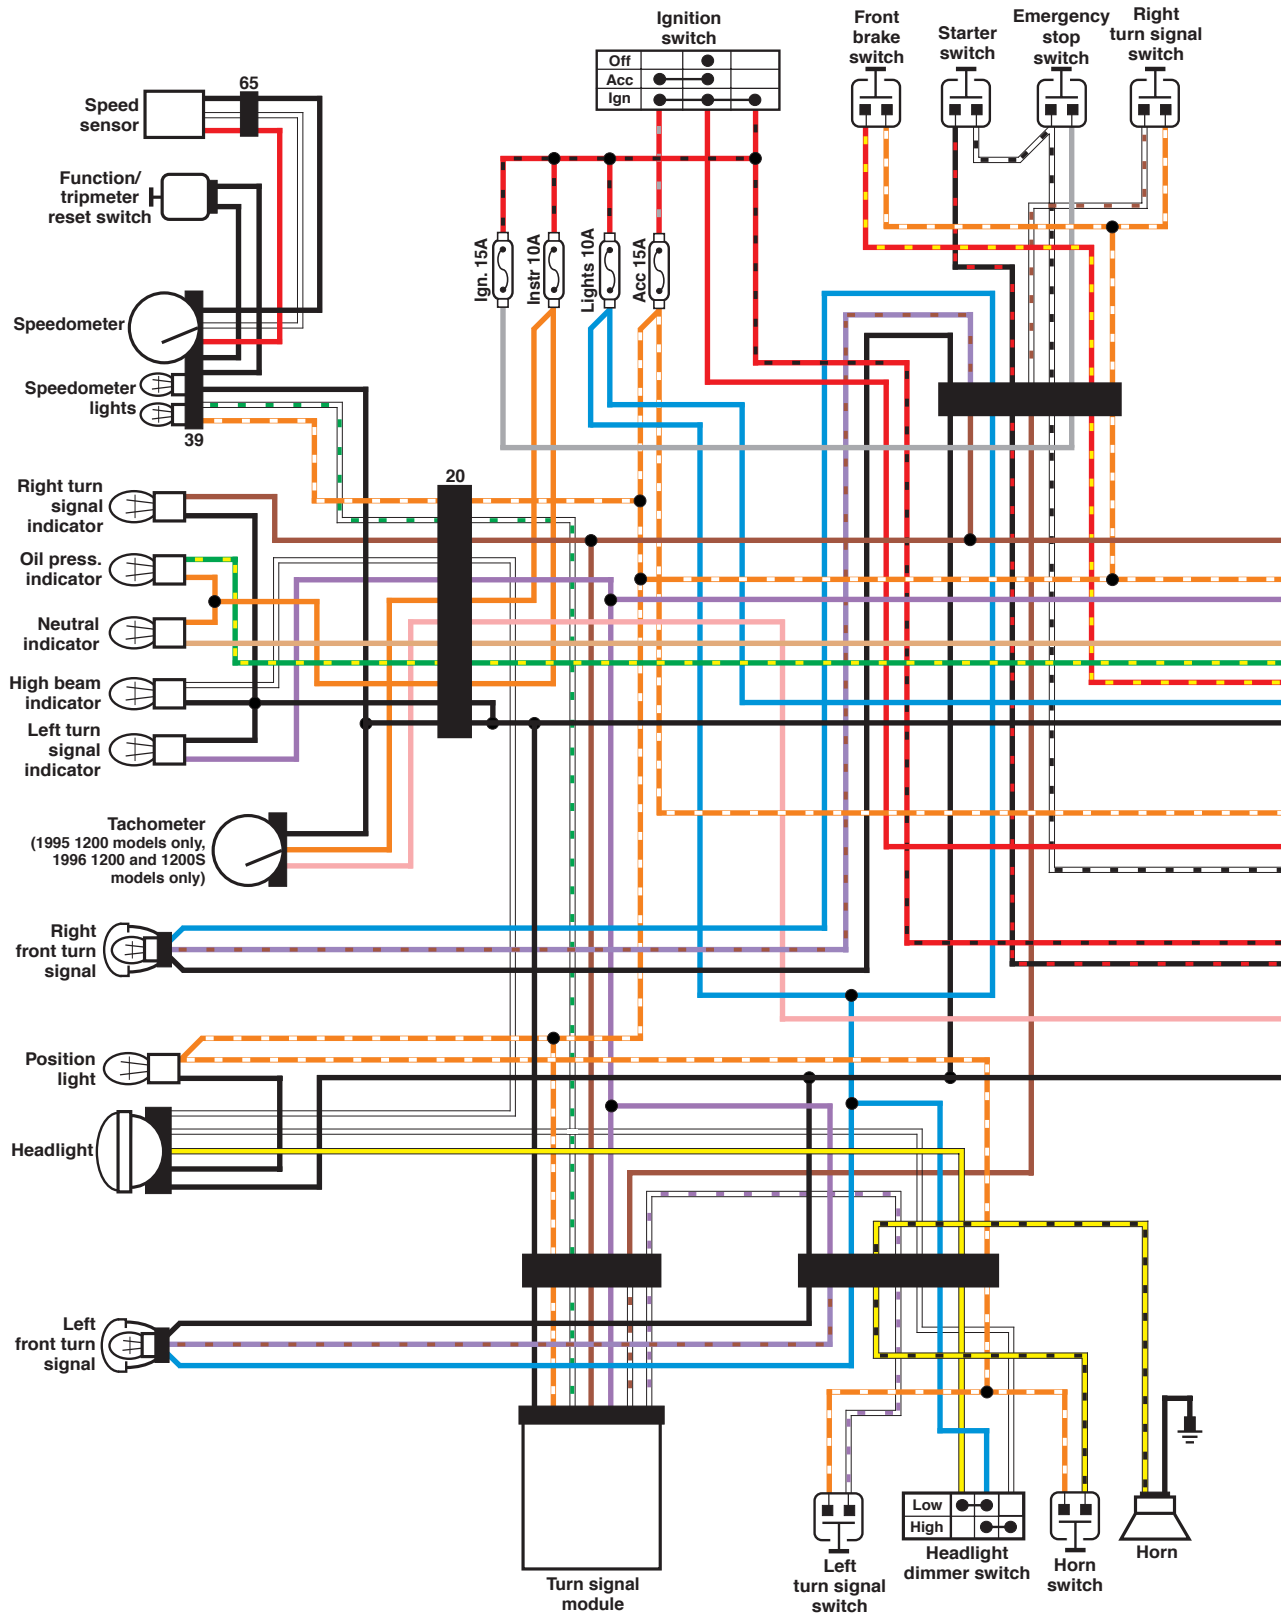 Ignition
switch
Off
Acc
Ign
Front
brake
switch
Starter
switch
Emergency
stop
switch
Right
turn signal
switch
65
Speed
sensor
Function/
tripmeter
reset switch
Speedometer
Speedometer
lights
39
Ign. 15A
Instr 10A
Lights 10A
Acc 15A
20
Right turn
signal
indicator
Oil press.
indicator
Neutral
indicator
High beam
indicator
Left turn
signal
indicator
Tachometer
(1995 1200 models only,
1996 1200 and 1200S
models only)
Right
front turn
signal
Position
light
Headlight
Left
front turn
signal
Turn signal
module
Left
turn signal
switch
Low
High
Headlight
dimmer switch
Horn
switch
Horn